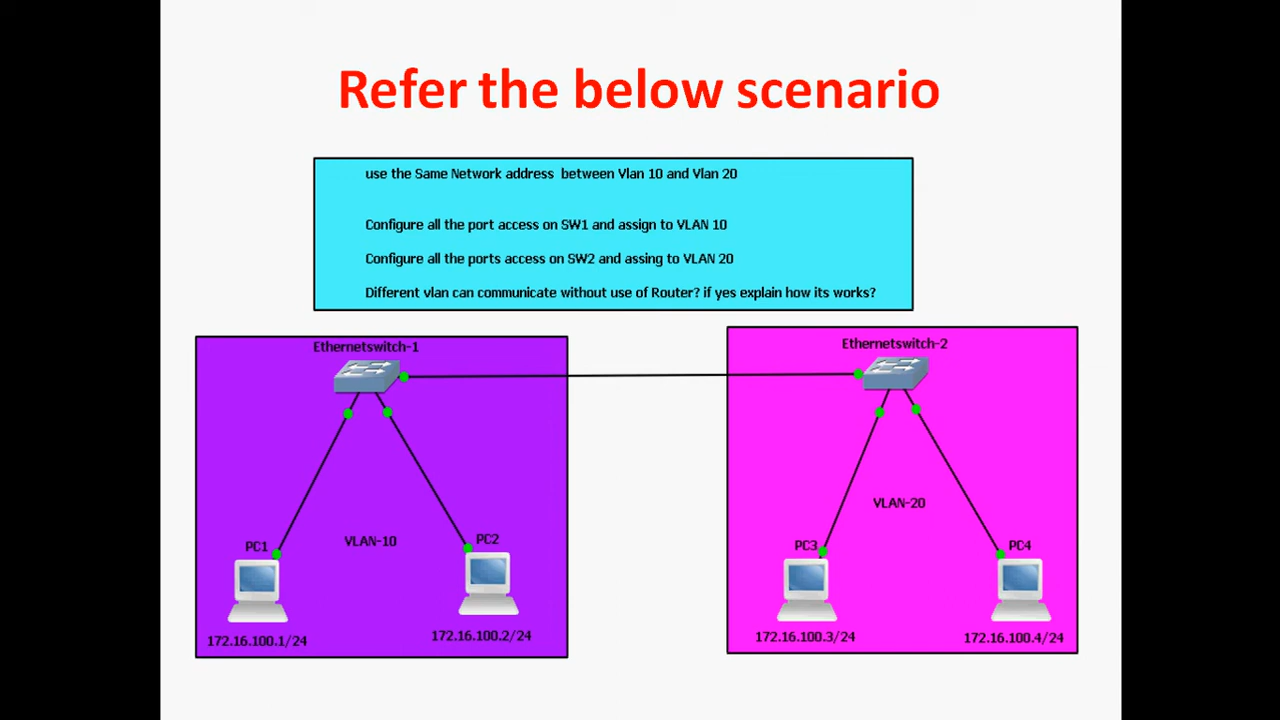 Refer the below scenario
use the Same Network address between Vlan 10 and Vlan 20
Configure all the port access on SW1 and assign to VLAN 10
Configure all the ports access on SW2 and assing to VLAN 20
Different vlan can communicate without use of Router? if yes explain how its works?
Ethernetswitch-1
Ethernetswitch-2
VLAN-10
VLAN-20
PC1
PC2
PC3
PC4
172.16.100.1/24
172.16.100.2/24
172.16.100.3/24
172.16.100.4/24